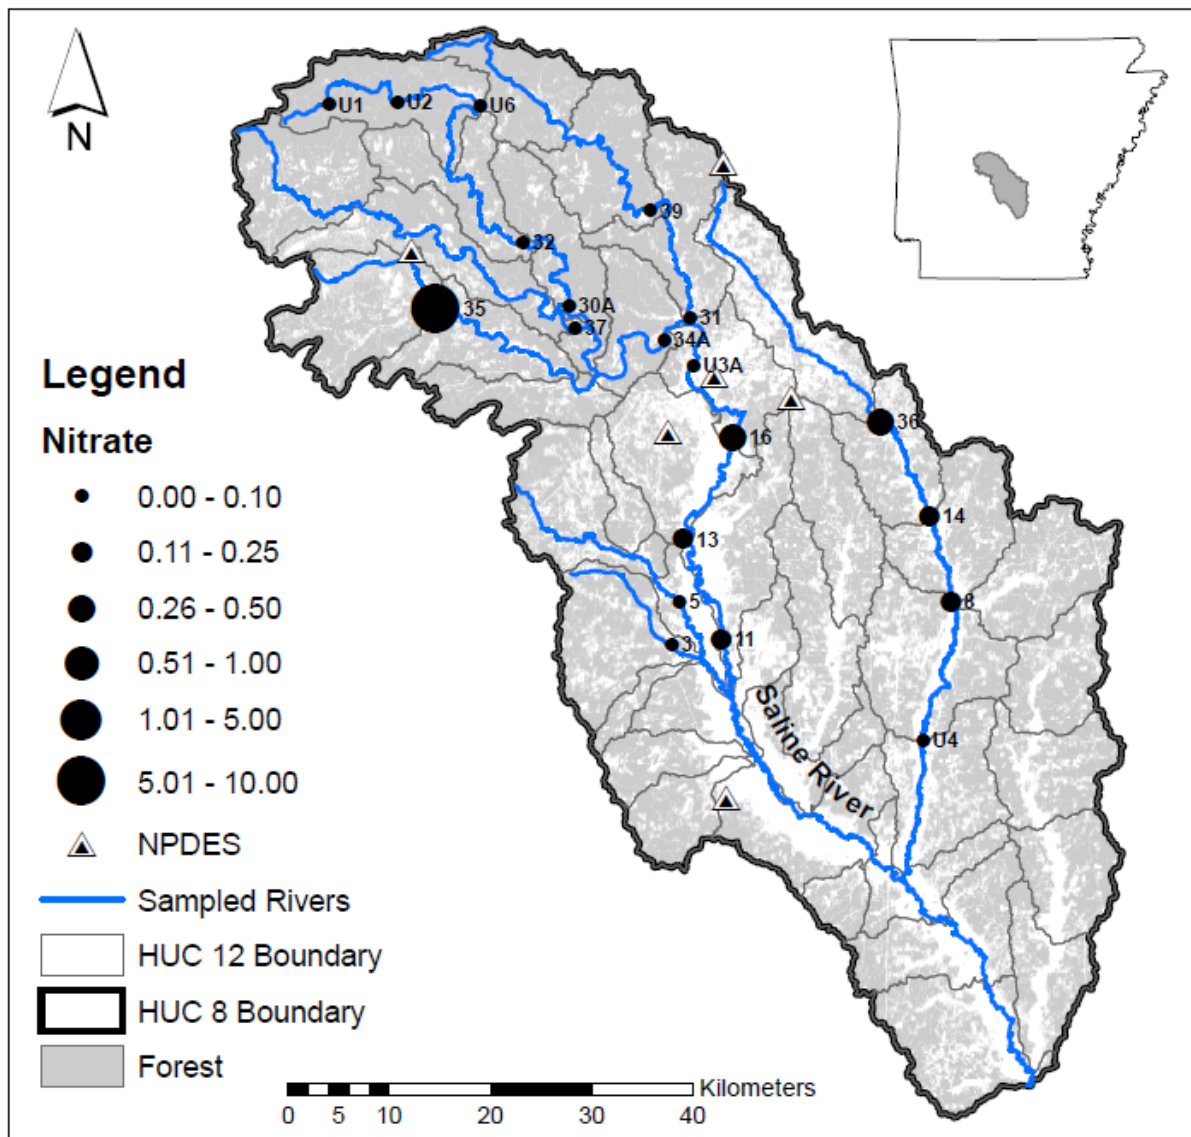 N
U1
U2
U6
39
32
35
30A
37
31
34A
U3A
36
16
14
13
5
8
11
3
U4
Saline River
Legend
Nitrate
0.00 - 0.10
0.11 - 0.25
0.26 - 0.50
0.51 - 1.00
1.01 - 5.00
5.01 - 10.00
NPDES
Sampled Rivers
HUC 12 Boundary
HUC 8 Boundary
Forest
Kilometers
0 5 10 20 30 40